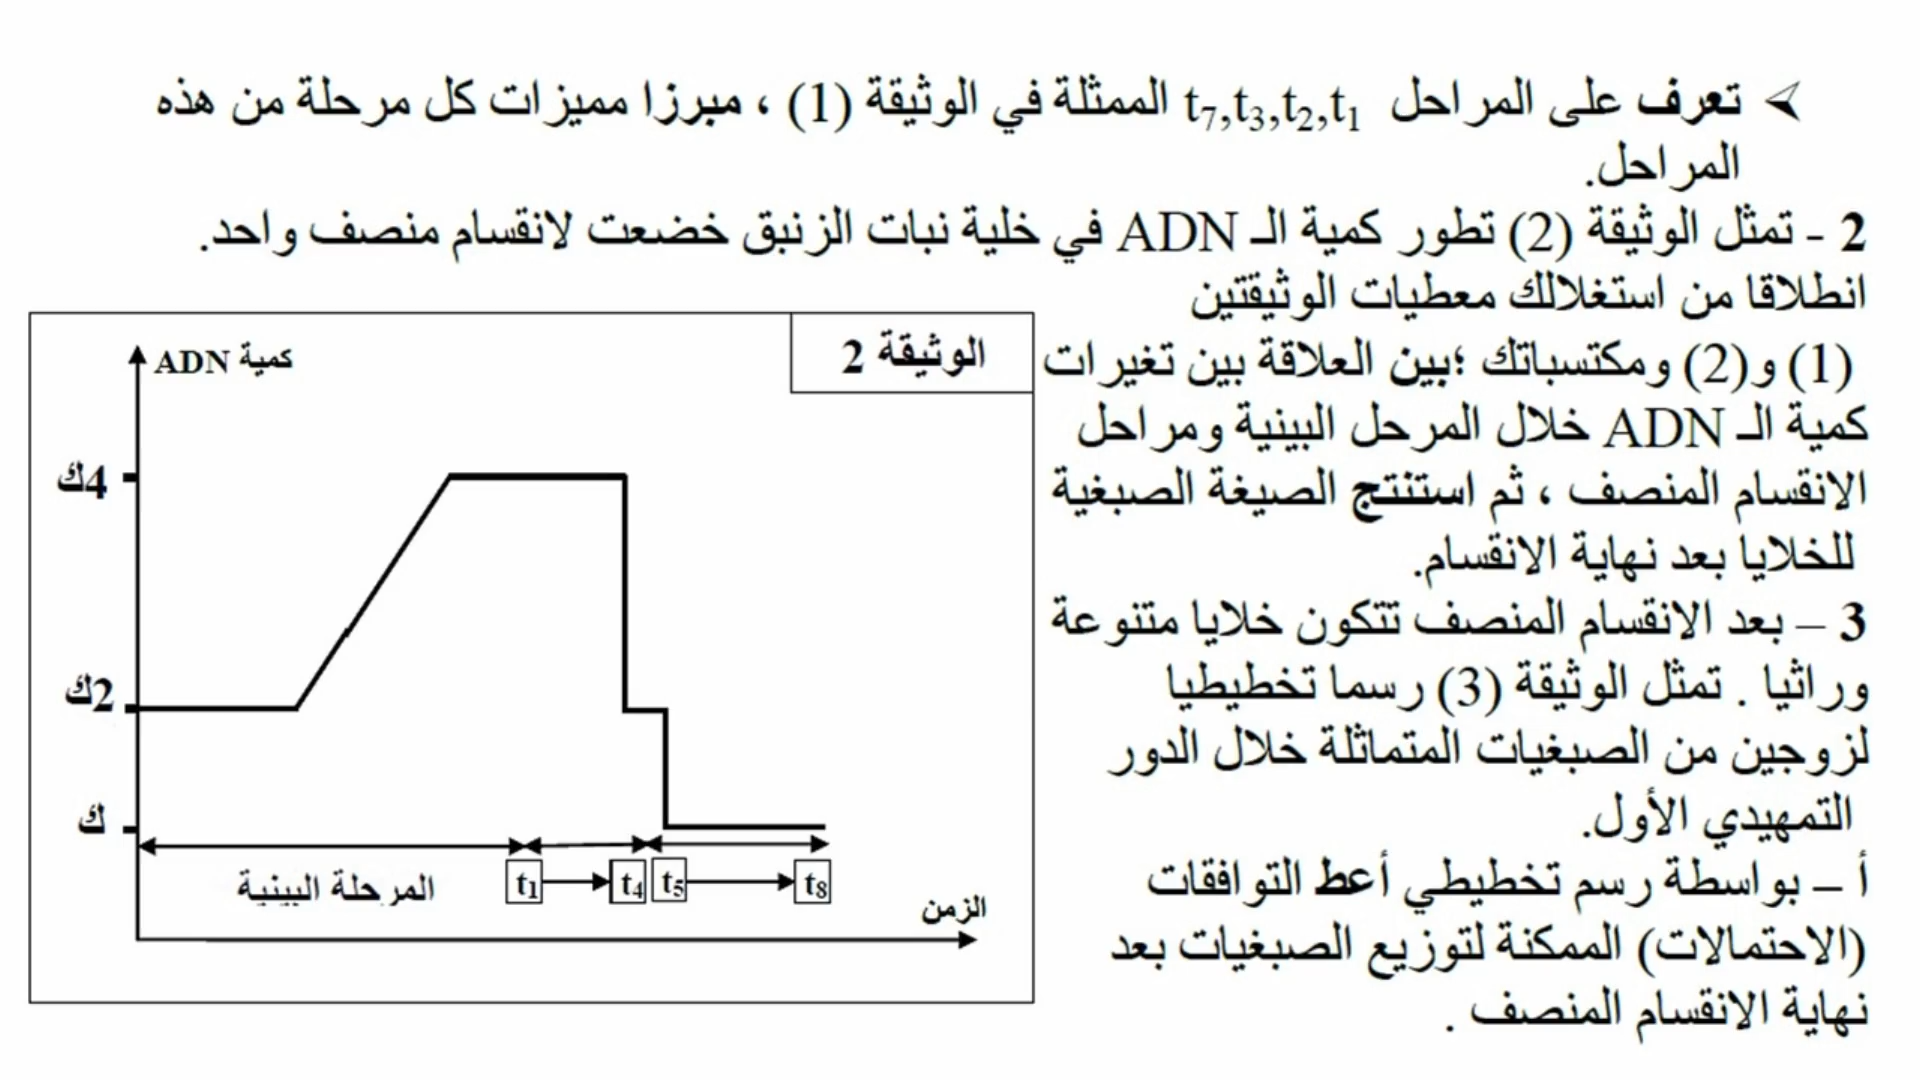 ➢ تعرف على المراحل t7,t3,t2,t1 الممثلة في الوثيقة (1) ، مبرزا مميزات كل مرحلة من هذه
المراحل.
2 - تمثل الوثيقة (2) تطور كمية الـ ADN في خلية نبات الزنبق خضعت لانقسام منصف واحد.
انطلاقا من استغلالك معطيات الوثيقتين
(1) و(2) ومكتسباتك ؛بين العلاقة بين تغيرات
كمية الـ ADN خلال المرحل البينية ومراحل
الانقسام المنصف ، ثم استنتج الصيغة الصبغية
للخلايا بعد نهاية الانقسام.
3 – بعد الانقسام المنصف تتكون خلايا متنوعة
وراثيا . تمثل الوثيقة (3) رسما تخطيطيا
لزوجين من الصبغيات المتماثلة خلال الدور
التمهيدي الأول.
أ – بواسطة رسم تخطيطي أعط التوافقات
(الاحتمالات) الممكنة لتوزيع الصبغيات بعد
نهاية الانقسام المنصف .
الوثيقة 2
كمية ADN
4ك
2ك
ك
المرحلة البينية
t1 t4 t5 t8
الزمن